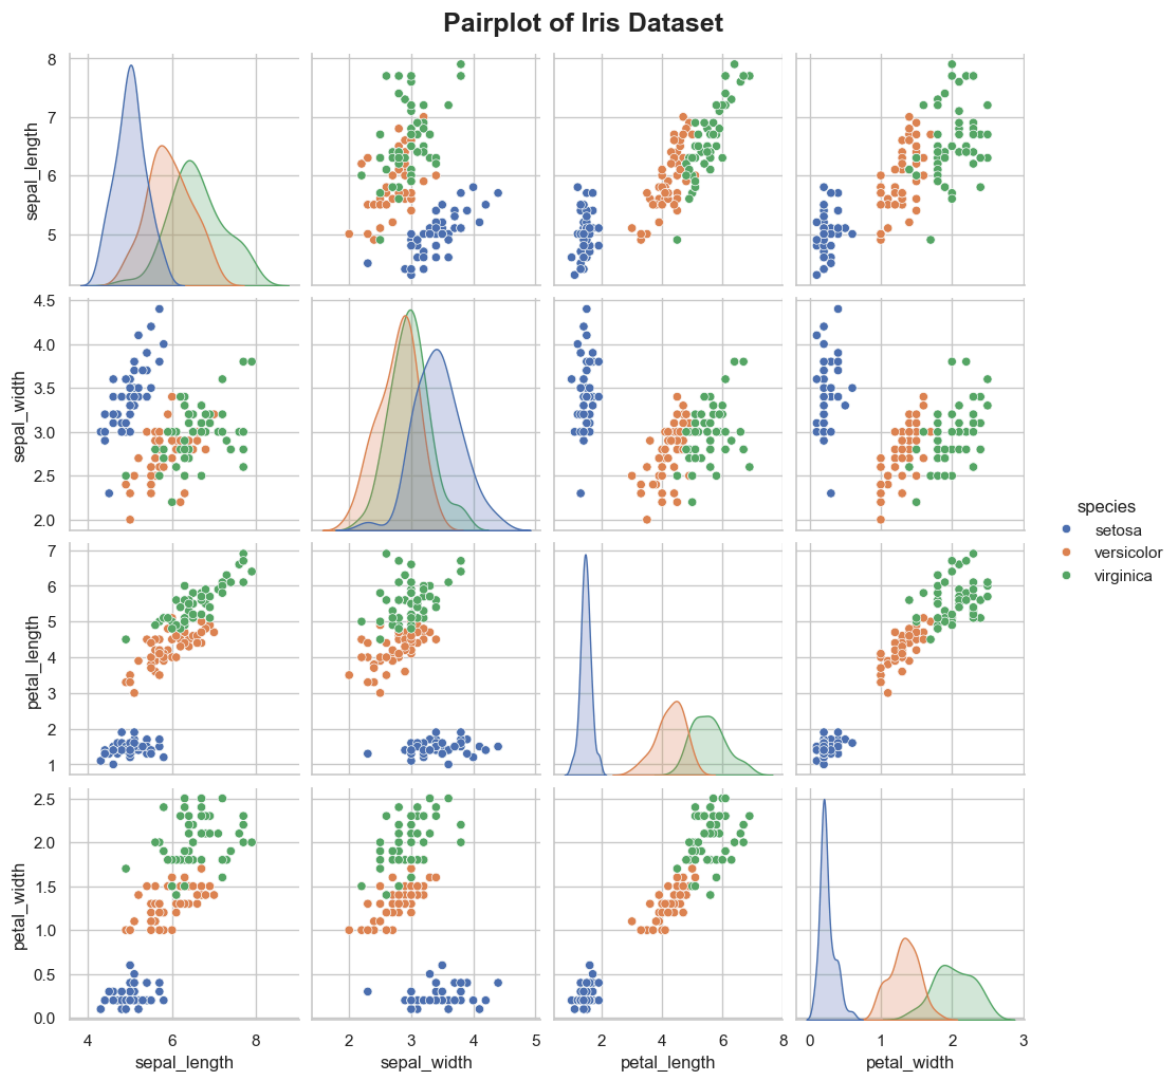 Pairplot of Iris Dataset
8
7
6
5
sepal_length
4.5
4.0
3.5
3.0
2.5
2.0
sepal_width
species
setosa
versicolor
virginica
7
6
5
4
3
2
1
petal_length
2.5
2.0
1.5
1.0
0.5
0.0
petal_width
4 6 8
2 3 4 5
2 4 6 8
0 1 2 3
sepal_length sepal_width petal_length petal_width